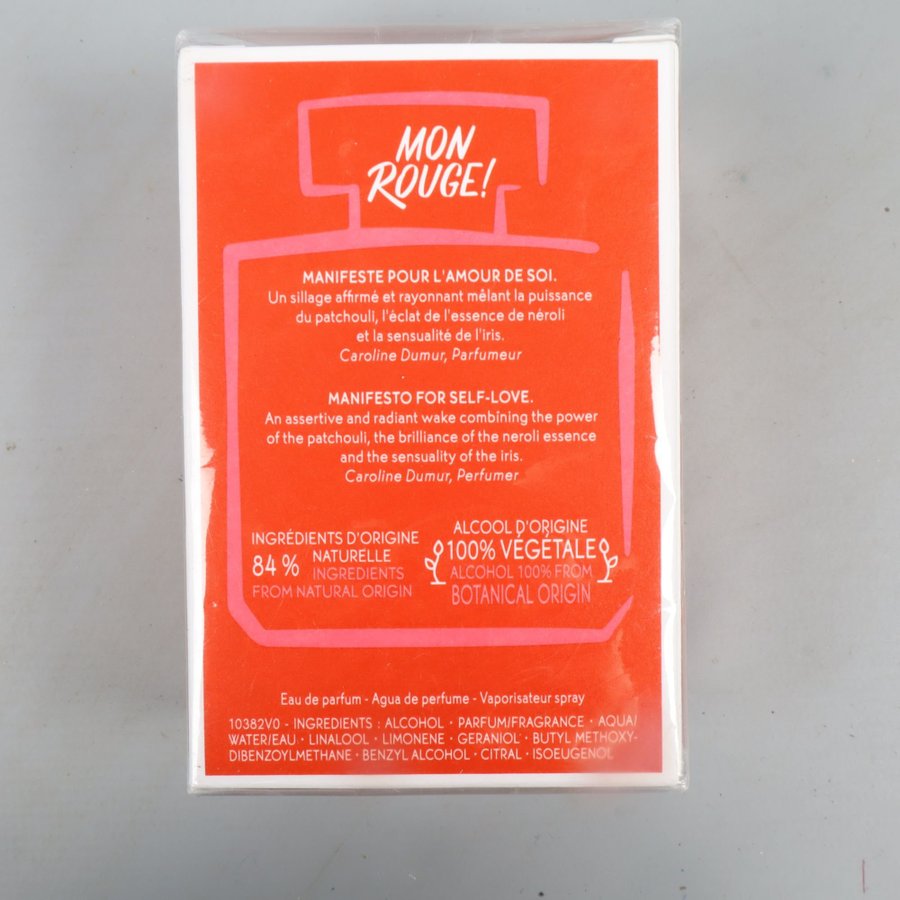 MON
ROUGE!
MANIFESTE POUR L'AMOUR DE SOI.
Un sillage affirmé et rayonnant mêlant la puissance
du patchouli, l'éclat de l'essence de néroli
et la sensualité de l'iris.
Caroline Dumur, Parfumeur
MANIFESTO FOR SELF-LOVE.
An assertive and radiant wake combining the power
of the patchouli, the brilliance of the neroli essence
and the sensuality of the iris.
Caroline Dumur, Perfumer
INGRÉDIENTS D'ORIGINE
84 % NATURELLE
INGREDIENTS
FROM NATURAL ORIGIN
ALCOOL D'ORIGINE
100% VÉGÉTALE
ALCOHOL 100% FROM
BOTANICAL ORIGIN
Eau de parfum - Agua de perfume - Vaporisateur spray
10382V0 - INGREDIENTS : ALCOHOL · PARFUM/FRAGRANCE · AQUA/
WATER/EAU · LINALOOL · LIMONENE · GERANIOL · BUTYL METHOXY-
DIBENZOYLMETHANE · BENZYL ALCOHOL · CITRAL · ISOEUGENOL